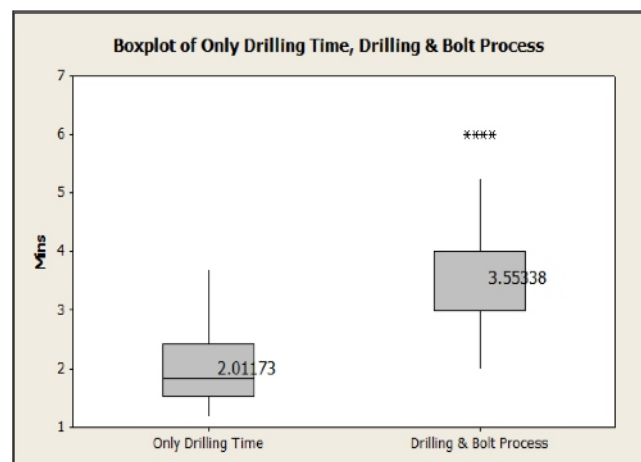 Boxplot of Only Drilling Time, Drilling & Bolt Process
7
6
5
4
3
2
1
Mins
2.01173
3.55338
Only Drilling Time
Drilling & Bolt Process